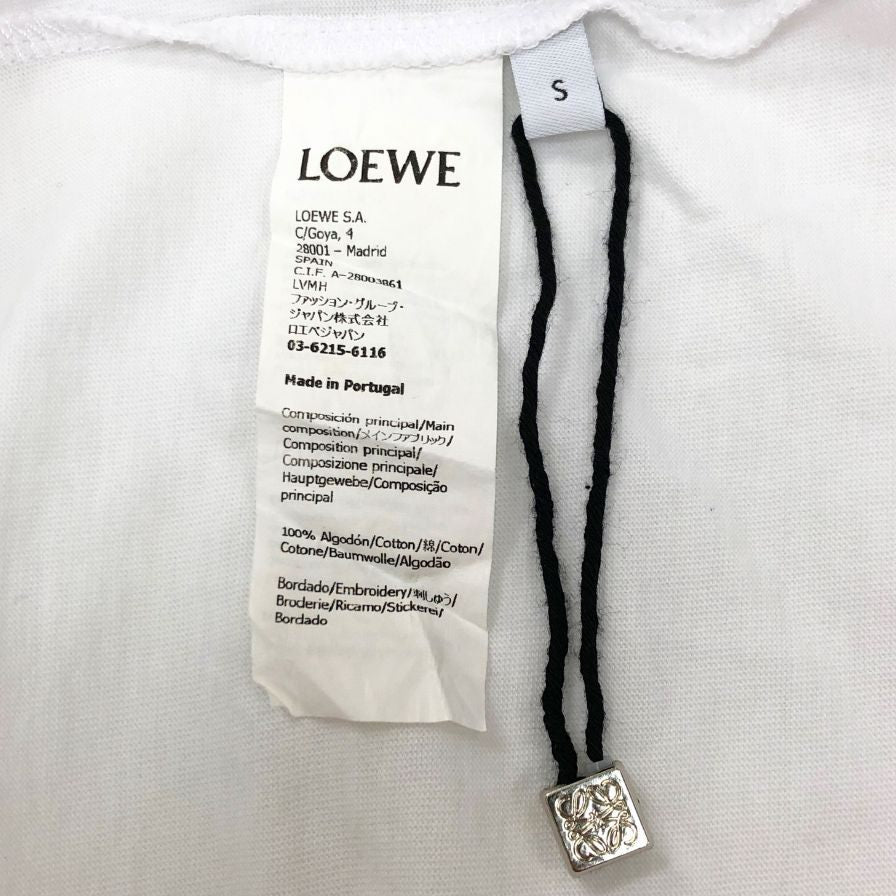 S
LOEWE
LOEWE S.A.
C/Goya, 4
28001 – Madrid
SPAIN
C.I.F. A-28003861
LVMH
ファッション・グループ・
ジャパン株式会社
ロエベジャパン
03-6215-6116
Made in Portugal
Composición principal/Main
composition/メインファブリック/
Composition principal/
Composizione principale/
Hauptgewebe/Composição
principal
100% Algodón/Cotton/綿/Coton/
Cotone/Baumwolle/Algodão
Bordado/Embroidery/刺しゅう/
Broderie/Ricamo/Stickerei/
Bordado